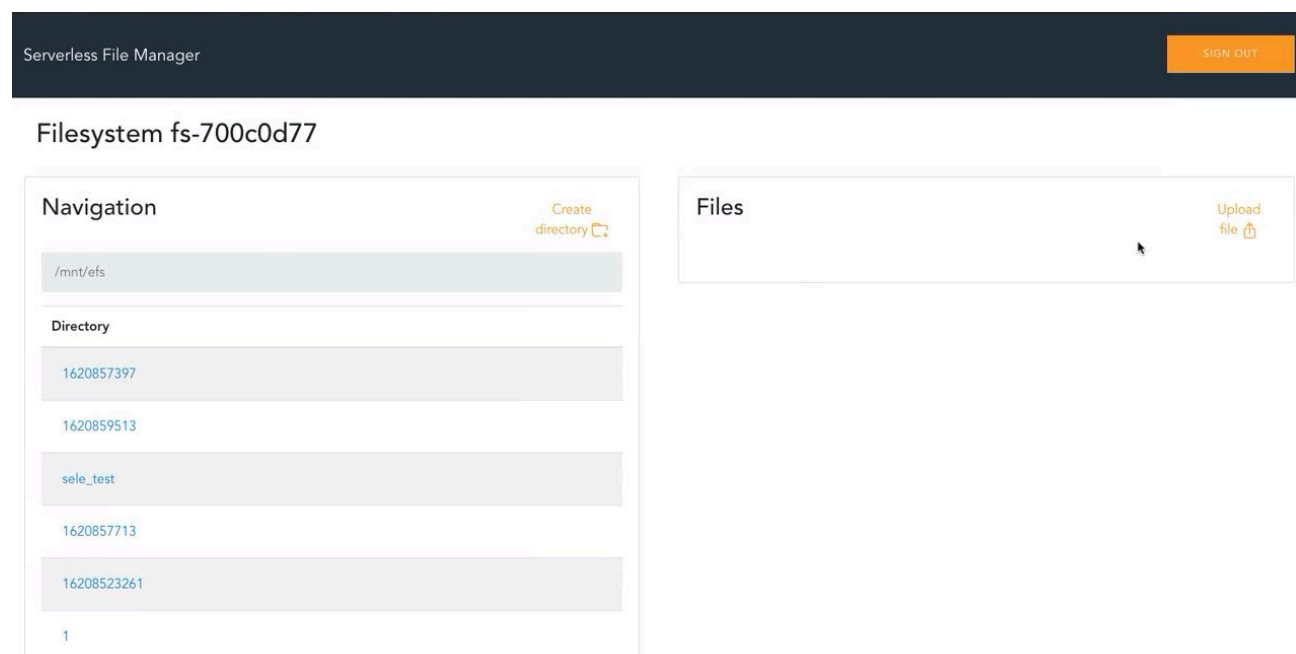 Serverless File Manager
SIGN OUT
Filesystem fs-700c0d77
Navigation
Create
directory
/mnt/efs
Directory
1620857397
1620859513
sele_test
1620857713
16208523261
1
Files
Upload
file